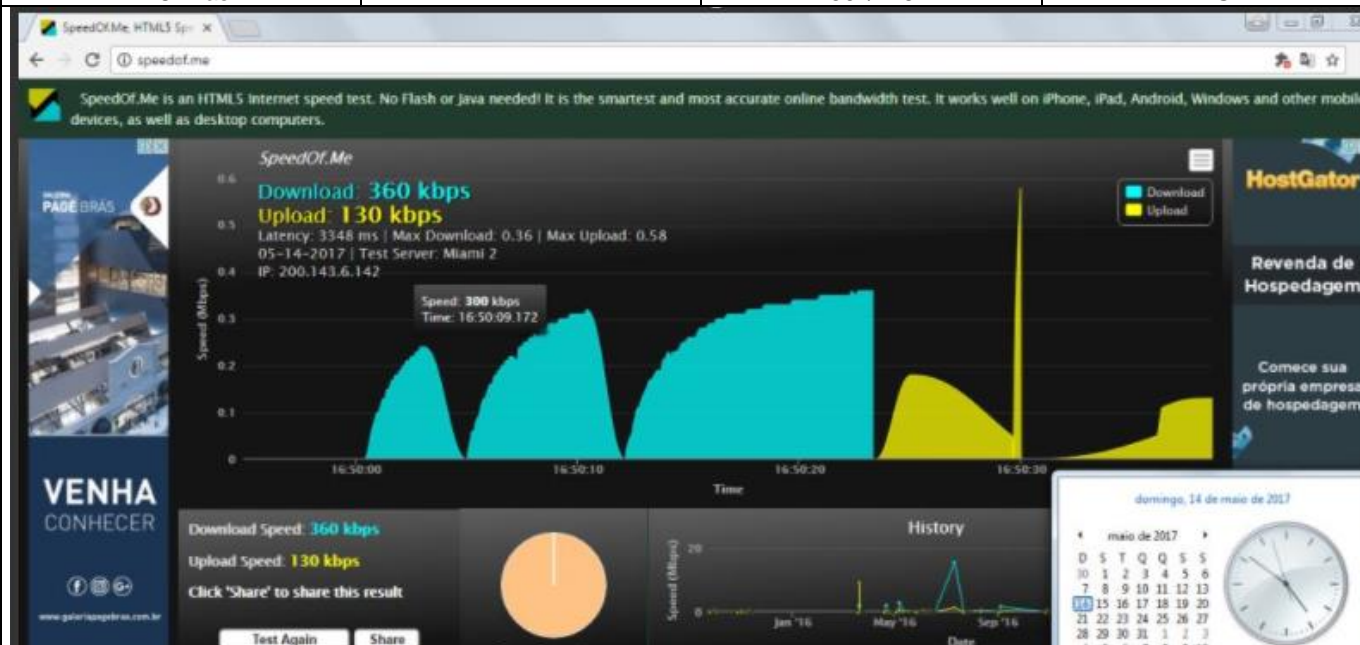 SpeedOf.Me, HTML5 Spe
speedof.me
SpeedOf.Me is an HTML5 Internet speed test. No Flash or Java needed! It is the smartest and most accurate online bandwidth test. It works well on iPhone, iPad, Android, Windows and other mobile
devices, as well as desktop computers.
PAGÉ BRÁS
VENHA
CONHECER
www.galeriapagebras.com.br
SpeedOf.Me
Download: 360 kbps
Upload: 130 kbps
Latency: 3348 ms | Max Download: 0.36 | Max Upload: 0.58
05-14-2017 | Test Server: Miami 2
IP: 200.143.6.142
Download
Upload
Speed: 300 kbps
Time: 16:50:09.172
Speed (Mbps)
0.6
0.5
0.4
0.3
0.2
0.1
0
16:50:00 16:50:10 16:50:20 16:50:30
Time
HostGator
Revenda de
Hospedagem
Comece sua
própria empresa
de hospedagem
Download Speed: 360 kbps
Upload Speed: 130 kbps
Click 'Share' to share this result
Test Again Share
History
Speed (Mbps)
20
0
Jan '16 May '16 Sep '16
Date
domingo, 14 de maio de 2017
maio de 2017
D S T Q Q S S
30 1 2 3 4 5 6
7 8 9 10 11 12 13
14 15 16 17 18 19 20
21 22 23 24 25 26 27
28 29 30 31 1 2 3